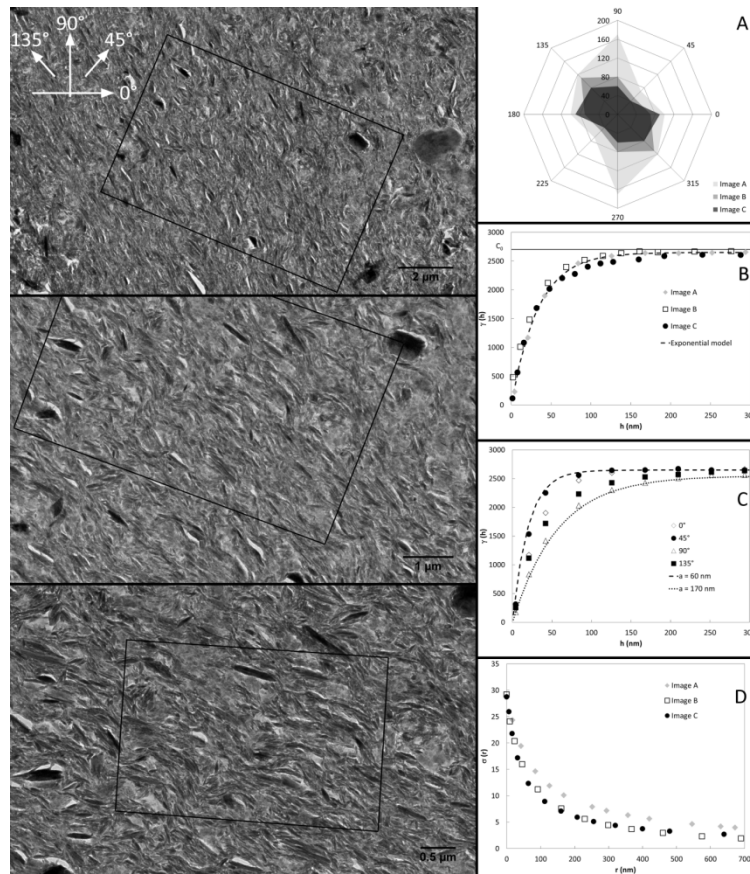 90°
135°
45°
0°
2 µm
1 µm
0.5 µm
A
90
200
160
120
80
40
0
45
0
315
270
225
180
135
Image A
Image B
Image C
B
C₀
3000
2500
2000
1500
1000
500
0
γ (h)
0 50 100 150 200 250 300
h (nm)
Image A
Image B
Image C
Exponential model
C
3000
2500
2000
1500
1000
500
0
γ (h)
0 50 100 150 200 250 300
h (nm)
0°
45°
90°
135°
a = 60 nm
a = 170 nm
D
35
30
25
20
15
10
5
0
σ (r)
0 100 200 300 400 500 600 700
r (nm)
Image A
Image B
Image C